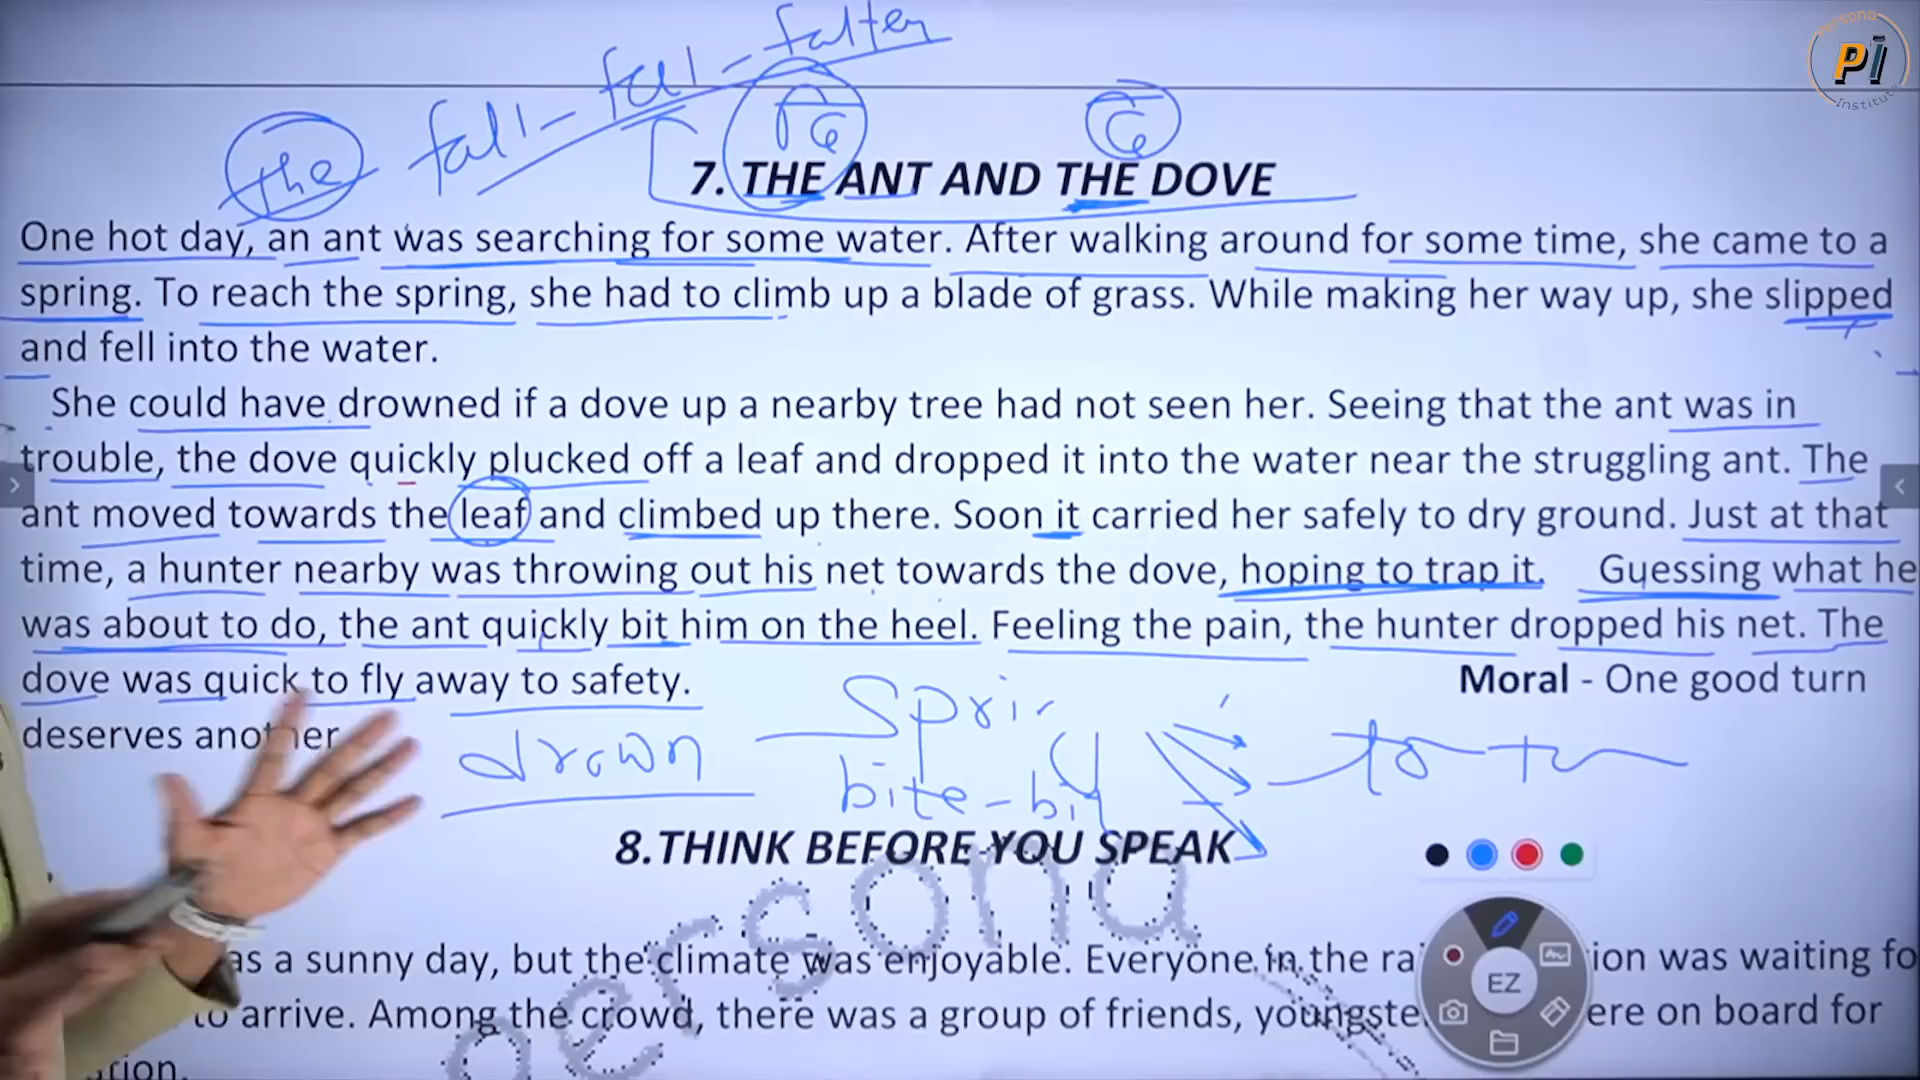 the fall - fall - falter
दि द
Persona
PI
Institute
7. THE ANT AND THE DOVE
One hot day, an ant was searching for some water. After walking around for some time, she came to a
spring. To reach the spring, she had to climb up a blade of grass. While making her way up, she slipped
and fell into the water.
She could have drowned if a dove up a nearby tree had not seen her. Seeing that the ant was in
trouble, the dove quickly plucked off a leaf and dropped it into the water near the struggling ant. The
ant moved towards the leaf and climbed up there. Soon it carried her safely to dry ground. Just at that
time, a hunter nearby was throwing out his net towards the dove, hoping to trap it. Guessing what he
was about to do, the ant quickly bit him on the heel. Feeling the pain, the hunter dropped his net. The
dove was quick to fly away to safety. Moral - One good turn
deserves another
drown
bite - bit
8.THINK BEFORE YOU SPEAK
as a sunny day, but the climate was enjoyable. Everyone in the ra ion was waiting fo
to arrive. Among the crowd, there was a group of friends, youngste ere on board for
persona
EZ